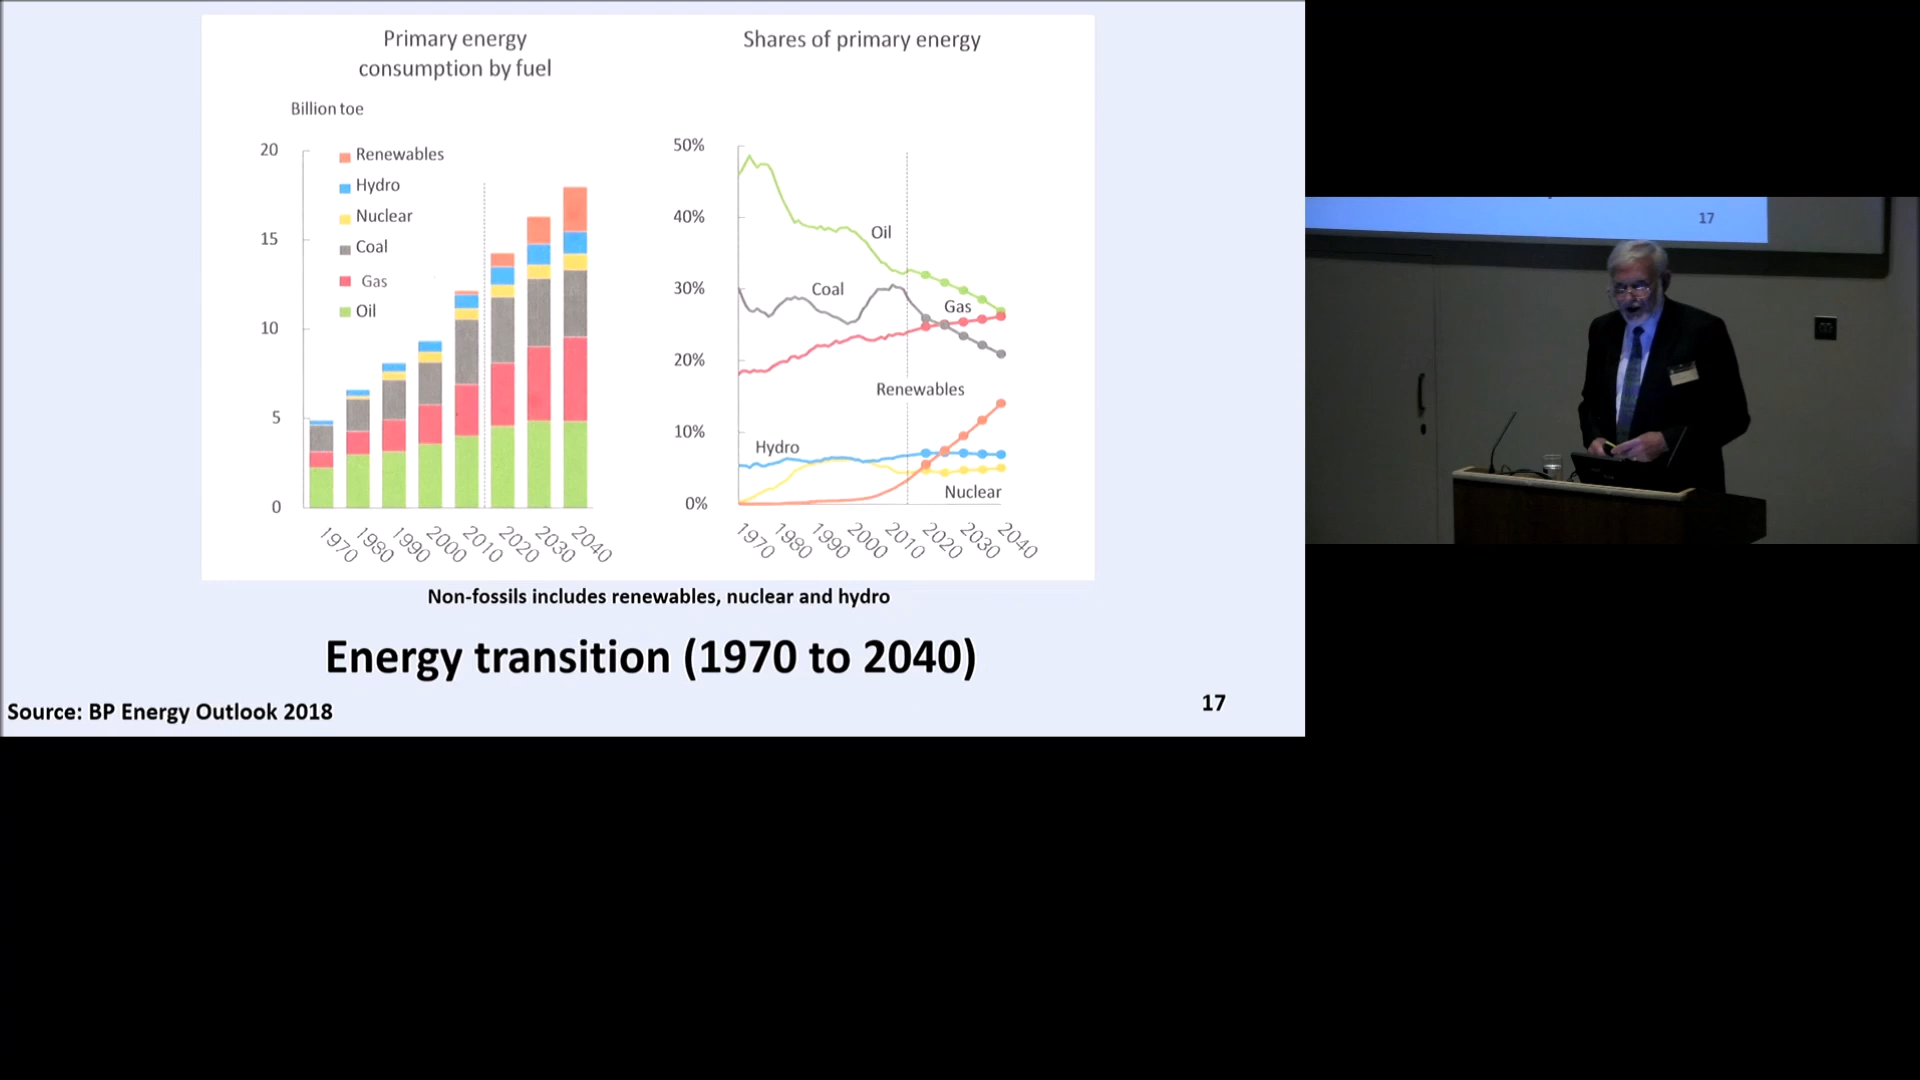 Primary energy
consumption by fuel
Billion toe
20
15
10
5
0
Renewables
Hydro
Nuclear
Coal
Gas
Oil
1970
1980
1990
2000
2010
2020
2030
2040
Shares of primary energy
50%
40%
30%
20%
10%
0%
Oil
Coal
Gas
Renewables
Hydro
Nuclear
1970
1980
1990
2000
2010
2020
2030
2040
Non-fossils includes renewables, nuclear and hydro
Energy transition (1970 to 2040)
Source: BP Energy Outlook 2018
17
17